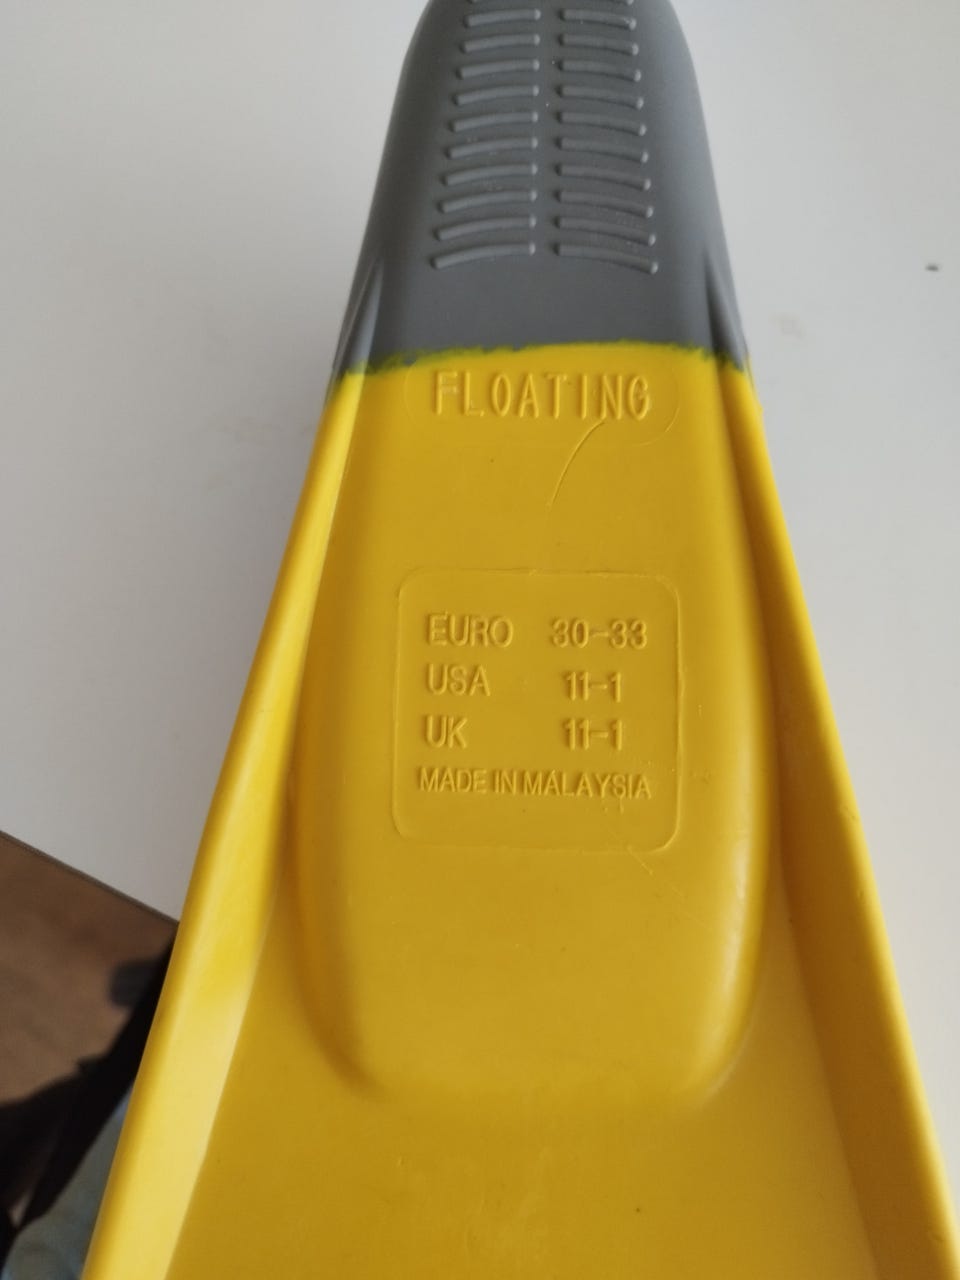 FLOATING
EURO 30-33
USA 11-1
UK 11-1
MADE IN MALAYSIA